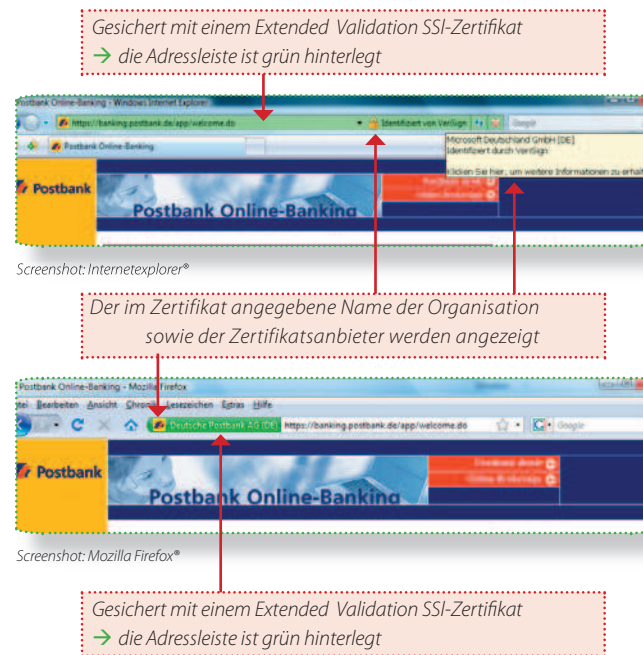 Gesichert mit einem Extended Validation SSl-Zertifikat
→ die Adressleiste ist grün hinterlegt
Postbank Online-Banking - Windows Internet Explorer
https://banking.postbank.de/app/welcome.do
Identifiziert von VeriSign
Google
Postbank Online-Banking
Microsoft Deutschland GmbH [DE]
Identifiziert durch VeriSign
Klicken Sie hier, um weitere Informationen zu erhalt
Postbank
Postbank Online-Banking
Screenshot: Internetexplorer®
Der im Zertifikat angegebene Name der Organisation
sowie der Zertifikatsanbieter werden angezeigt
Postbank Online-Banking - Mozilla Firefox
tei Bearbeiten Ansicht Chronik Lesezeichen Extras Hilfe
Deutsche Postbank AG (DE) https://banking.postbank.de/app/welcome.do
Google
Postbank
Postbank Online-Banking
Screenshot: Mozilla Firefox®
Gesichert mit einem Extended Validation SSl-Zertifikat
→ die Adressleiste ist grün hinterlegt